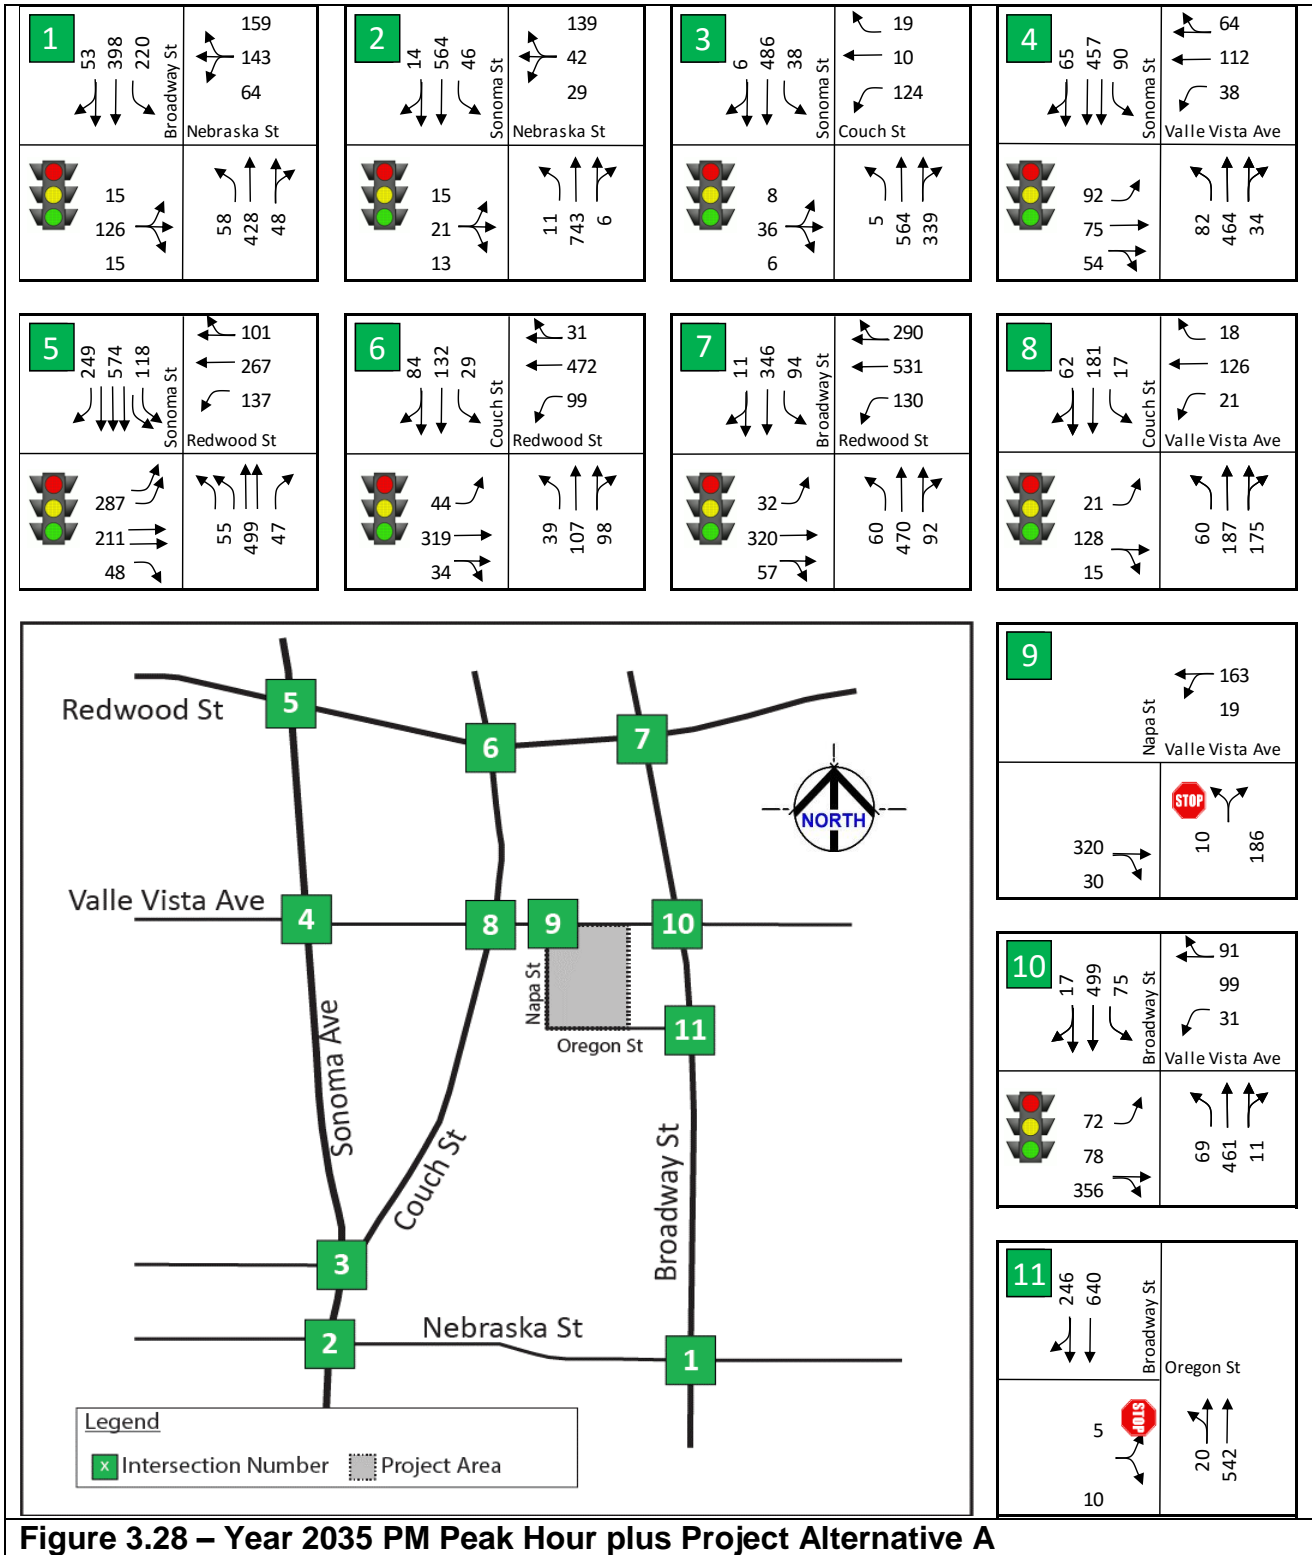 1
53 398 220
Broadway St
159
143
64
Nebraska St
15
126
15
58 428 48
2
14 564 46
Sonoma St
139
42
29
Nebraska St
15
21
13
11 743 6
3
6 486 38
Sonoma St
19
10
124
Couch St
8
36
6
5 564 339
4
65 457 90
Sonoma St
64
112
38
Valle Vista Ave
92
75
54
82 464 34
5
249 574 118
Sonoma St
101
267
137
Redwood St
287
211
48
55 499 47
6
84 132 29
Couch St
31
472
99
Redwood St
44
319
34
39 107 98
7
11 346 94
Broadway St
290
531
130
Redwood St
32
320
57
60 470 92
8
62 181 17
Couch St
18
126
21
Valle Vista Ave
21
128
15
60 187 175
Redwood St
5
6
7
NORTH
Valle Vista Ave
4
8
9
10
Napa St
Oregon St
11
Sonoma Ave
Couch St
Broadway St
3
2
Nebraska St
1
Legend
x Intersection Number
Project Area
9
Napa St
163
19
Valle Vista Ave
320
30
STOP
10 186
10
17 499 75
Broadway St
91
99
31
Valle Vista Ave
72
78
356
69 461 11
11
246 640
Broadway St
Oregon St
5
STOP
10
20 542
Figure 3.28 – Year 2035 PM Peak Hour plus Project Alternative A